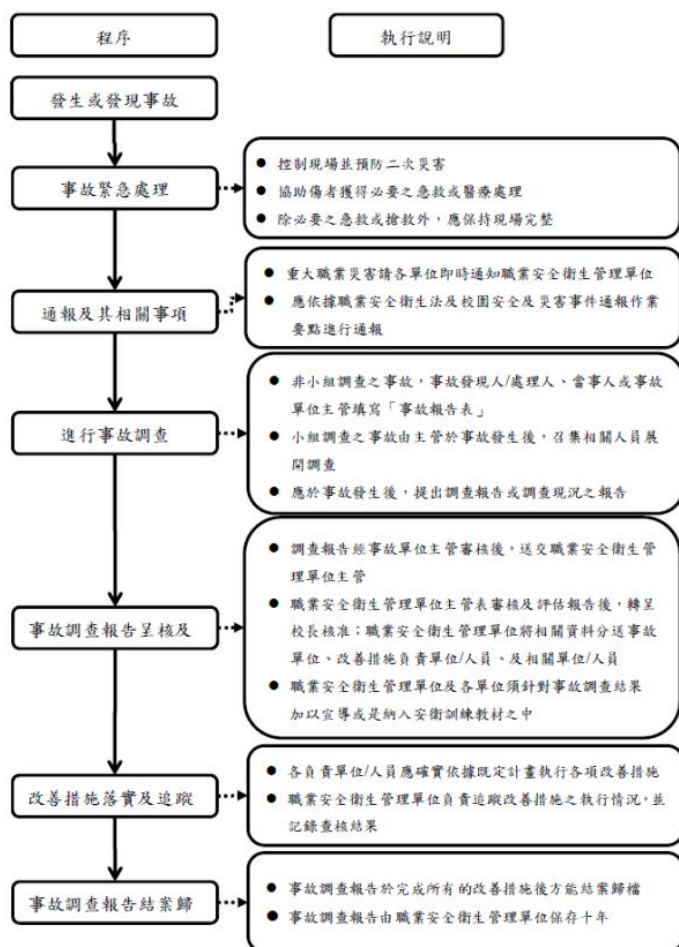 程序
執行說明
發生或發現事故
事故緊急處理
● 控制現場並預防二次災害
● 協助傷者獲得必要之急救或醫療處理
● 除必要之急救或搶救外，應保持現場完整
通報及其相關事項
● 重大職業災害請各單位即時通知職業安全衛生管理單位
● 應依據職業安全衛生法及校園安全及災害事件通報作業
要點進行通報
進行事故調查
● 非小組調查之事故，事故發現人/處理人、當事人或事故
單位主管填寫「事故報告表」
● 小組調查之事故由主管於事故發生後，召集相關人員展
開調查
● 應於事故發生後，提出調查報告或調查現況之報告
事故調查報告呈核及
● 調查報告經事故單位主管審核後，送交職業安全衛生管
理單位主管
● 職業安全衛生管理單位主管表審核及評估報告後，轉呈
校長核准；職業安全衛生管理單位將相關資料分送事故
單位、改善措施負責單位/人員、及相關單位/人員
● 職業安全衛生管理單位及各單位須針對事故調查結果
加以宣導或是納入安衛訓練教材之中
改善措施落實及追蹤
● 各負責單位/人員應確實依據既定計畫執行各項改善措施
● 職業安全衛生管理單位負責追蹤改善措施之執行情況，並
記錄查核結果
事故調查報告結案歸
● 事故調查報告於完成所有的改善措施後方能結案歸檔
● 事故調查報告由職業安全衛生管理單位保存十年